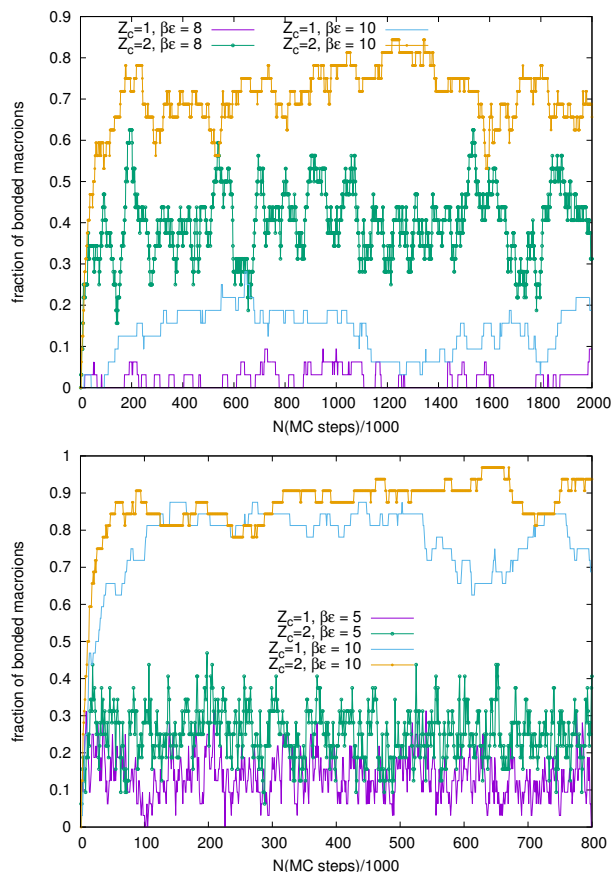 0.9
Z_c=1, βε = 8 Z_c=1, βε = 10
Z_c=2, βε = 8 Z_c=2, βε = 10
0.8
0.7
0.6
0.5
0.4
0.3
0.2
0.1
0
fraction of bonded macroions
0 200 400 600 800 1000 1200 1400 1600 1800 2000
N(MC steps)/1000
1
0.9
0.8
0.7
0.6
0.5
0.4
0.3
0.2
0.1
0
fraction of bonded macroions
Z_c=1, βε = 5
Z_c=2, βε = 5
Z_c=1, βε = 10
Z_c=2, βε = 10
0 100 200 300 400 500 600 700 800
N(MC steps)/1000